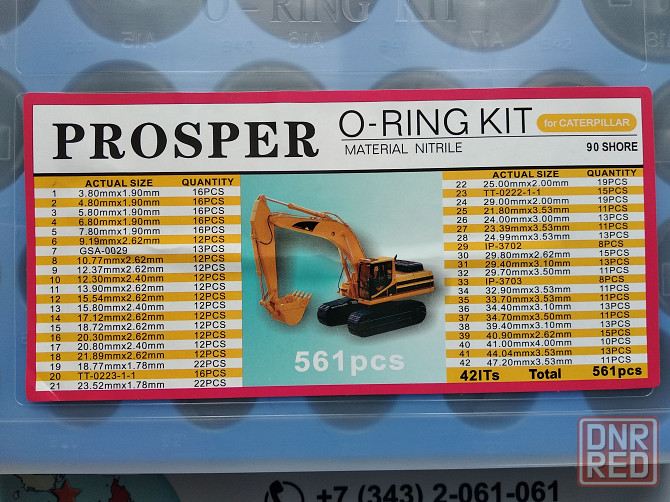 O-RING KIT
A15
A17
PROSPER
O-RING KIT
for CATERPILLAR
MATERIAL NITRILE
90 SHORE
ACTUAL SIZE QUANTITY
1 3.80mmx1.90mm 16PCS
2 4.80mmx1.90mm 16PCS
3 5.80mmx1.90mm 16PCS
4 6.80mmx1.90mm 16PCS
5 7.80mmx1.90mm 16PCS
6 9.19mmx2.62mm 12PCS
7 GSA-0029 13PCS
8 10.77mmx2.62mm 12PCS
9 12.37mmx2.62mm 12PCS
10 12.30mmx2.40mm 12PCS
11 13.90mmx2.62mm 12PCS
12 15.54mmx2.62mm 12PCS
13 15.80mmx2.40mm 12PCS
14 17.12mmx2.62mm 12PCS
15 18.72mmx2.62mm 12PCS
16 20.30mmx2.62mm 12PCS
17 20.80mmx2.40mm 12PCS
18 21.89mmx2.62mm 12PCS
19 18.77mmx1.78mm 22PCS
20 TT-0223-1-1 16PCS
21 23.52mmx1.78mm 22PCS
561pcs
ACTUAL SIZE QUANTITY
22 25.00mmx2.00mm 19PCS
23 TT-0222-1-1 15PCS
24 29.00mmx2.00mm 19PCS
25 21.80mmx3.53mm 11PCS
26 24.00mmx3.00mm 13PCS
27 23.39mmx3.53mm 11PCS
28 24.99mmx3.53mm 13PCS
29 IP-3702 8PCS
30 29.80mmx2.62mm 15PCS
31 29.40mmx3.10mm 13PCS
32 29.70mmx3.50mm 11PCS
33 IP-3703 8PCS
34 32.90mmx3.53mm 11PCS
35 33.70mmx3.53mm 11PCS
36 34.40mmx3.10mm 13PCS
37 34.70mmx3.50mm 11PCS
38 39.40mmx3.10mm 13PCS
39 40.90mmx2.62mm 15PCS
40 41.00mmx4.00mm 10PCS
41 44.04mmx3.53mm 13PCS
42 47.20mmx3.53mm 11PCS
42ITs Total 561pcs
DNR
RED
+7 (343) 2-061-061